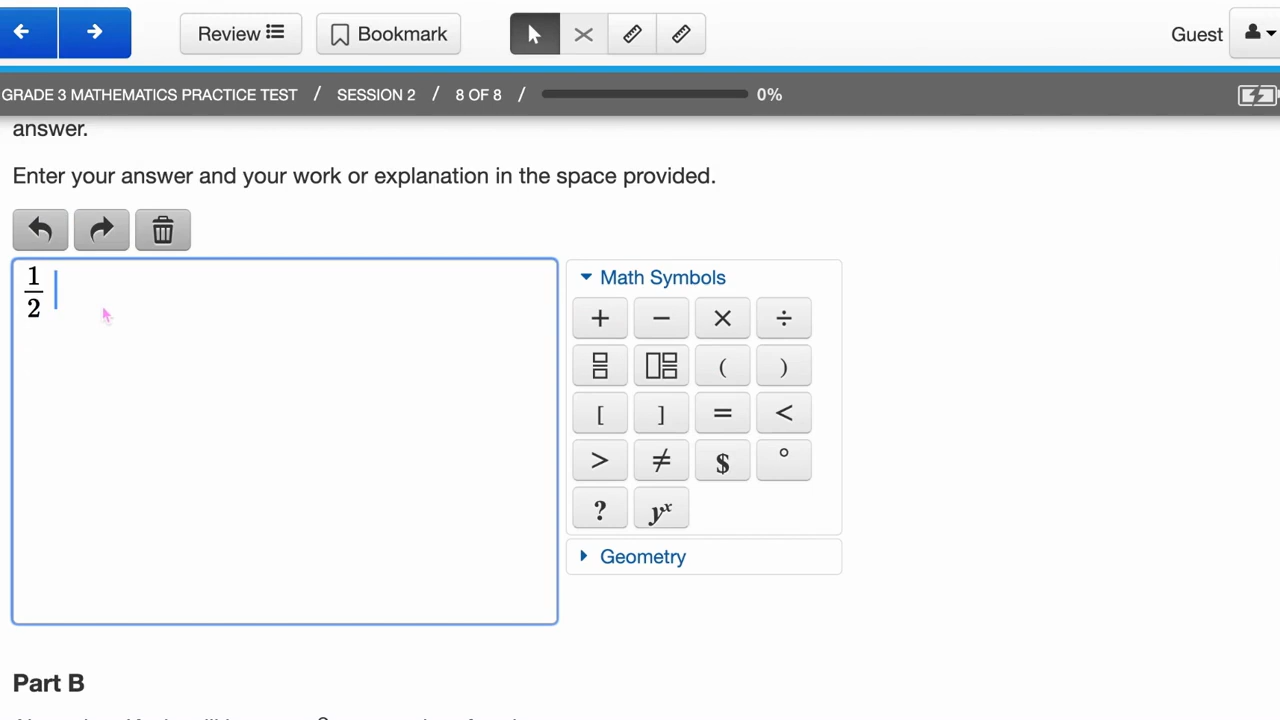 Review Bookmark Guest
GRADE 3 MATHEMATICS PRACTICE TEST / SESSION 2 / 8 OF 8 / 0%
answer.
Enter your answer and your work or explanation in the space provided.
1
2
Math Symbols
+ − × ÷
( )
[ ] = <
> ≠ $ °
? yˣ
Geometry
Part B